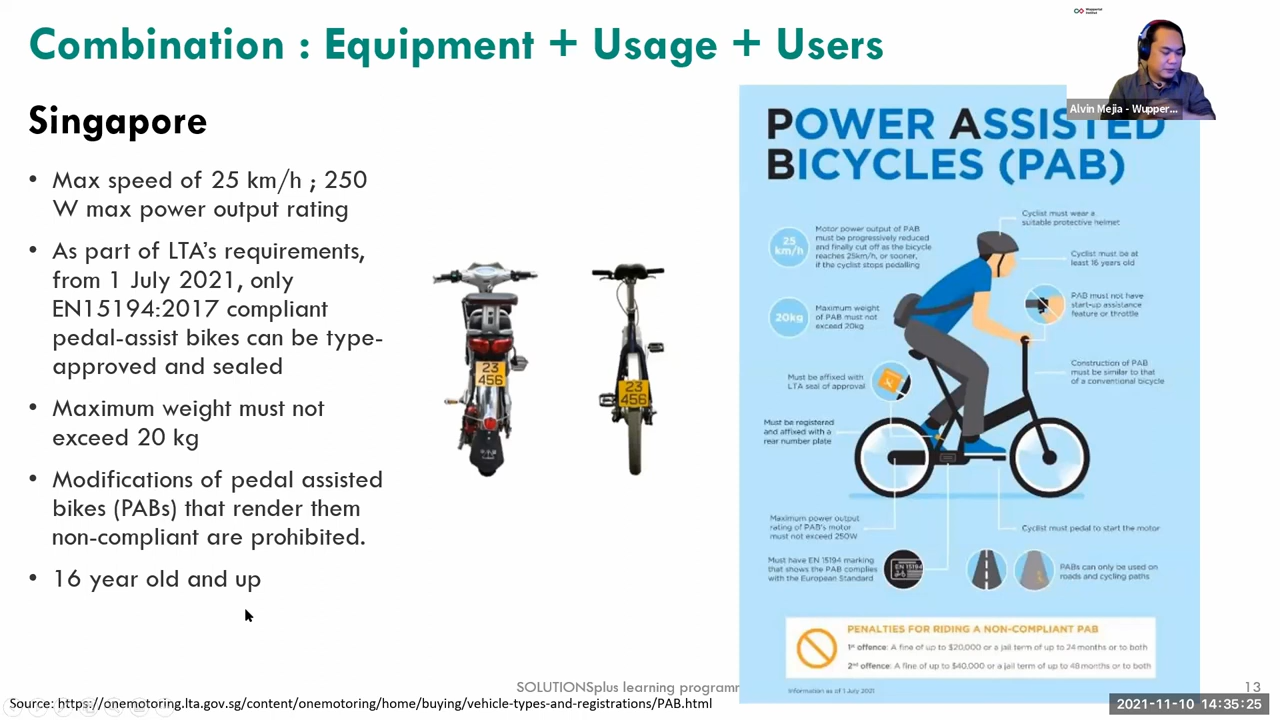 Combination : Equipment + Usage + Users
Singapore
• Max speed of 25 km/h ; 250
W max power output rating
• As part of LTA's requirements,
from 1 July 2021, only
EN15194:2017 compliant
pedal-assist bikes can be type-
approved and sealed
• Maximum weight must not
exceed 20 kg
• Modifications of pedal assisted
bikes (PABs) that render them
non-compliant are prohibited.
• 16 year old and up
23
456
23
456
Wuppertal
Institut
Alvin Mejia - Wupper...
POWER ASSISTED
BICYCLES (PAB)
25
km/h
Motor power output of PAB
must be progressively reduced
and finally cut off as the bicycle
reaches 25km/h, or sooner,
if the cyclist stops pedalling
20kg
Maximum weight
of PAB must not
exceed 20kg
Must be affixed with
LTA seal of approval
Must be registered
and affixed with a
rear number plate
Maximum power output
rating of PAB's motor
must not exceed 250W
Must have EN 15194 marking
that shows the PAB complies
with the European Standard
EN 15194
Cyclist must wear a
suitable protective helmet
Cyclist must be at
least 16 years old
PAB must not have
start-up assistance
feature or throttle
Construction of PAB
must be similar to that
of a conventional bicycle
Cyclist must pedal to start the motor
PABs can only be used on
roads and cycling paths
PENALTIES FOR RIDING A NON-COMPLIANT PAB
1st offence: A fine of up to $20,000 or a jail term of up to 24 months or to both
2nd offence: A fine of up to $40,000 or a jail term of up to 48 months or to both
Information as of 1 July 2021
SOLUTIONSplus learning programm
13
Source: https://onemotoring.lta.gov.sg/content/onemotoring/home/buying/vehicle-types-and-registrations/PAB.html
2021-11-10 14:35:25